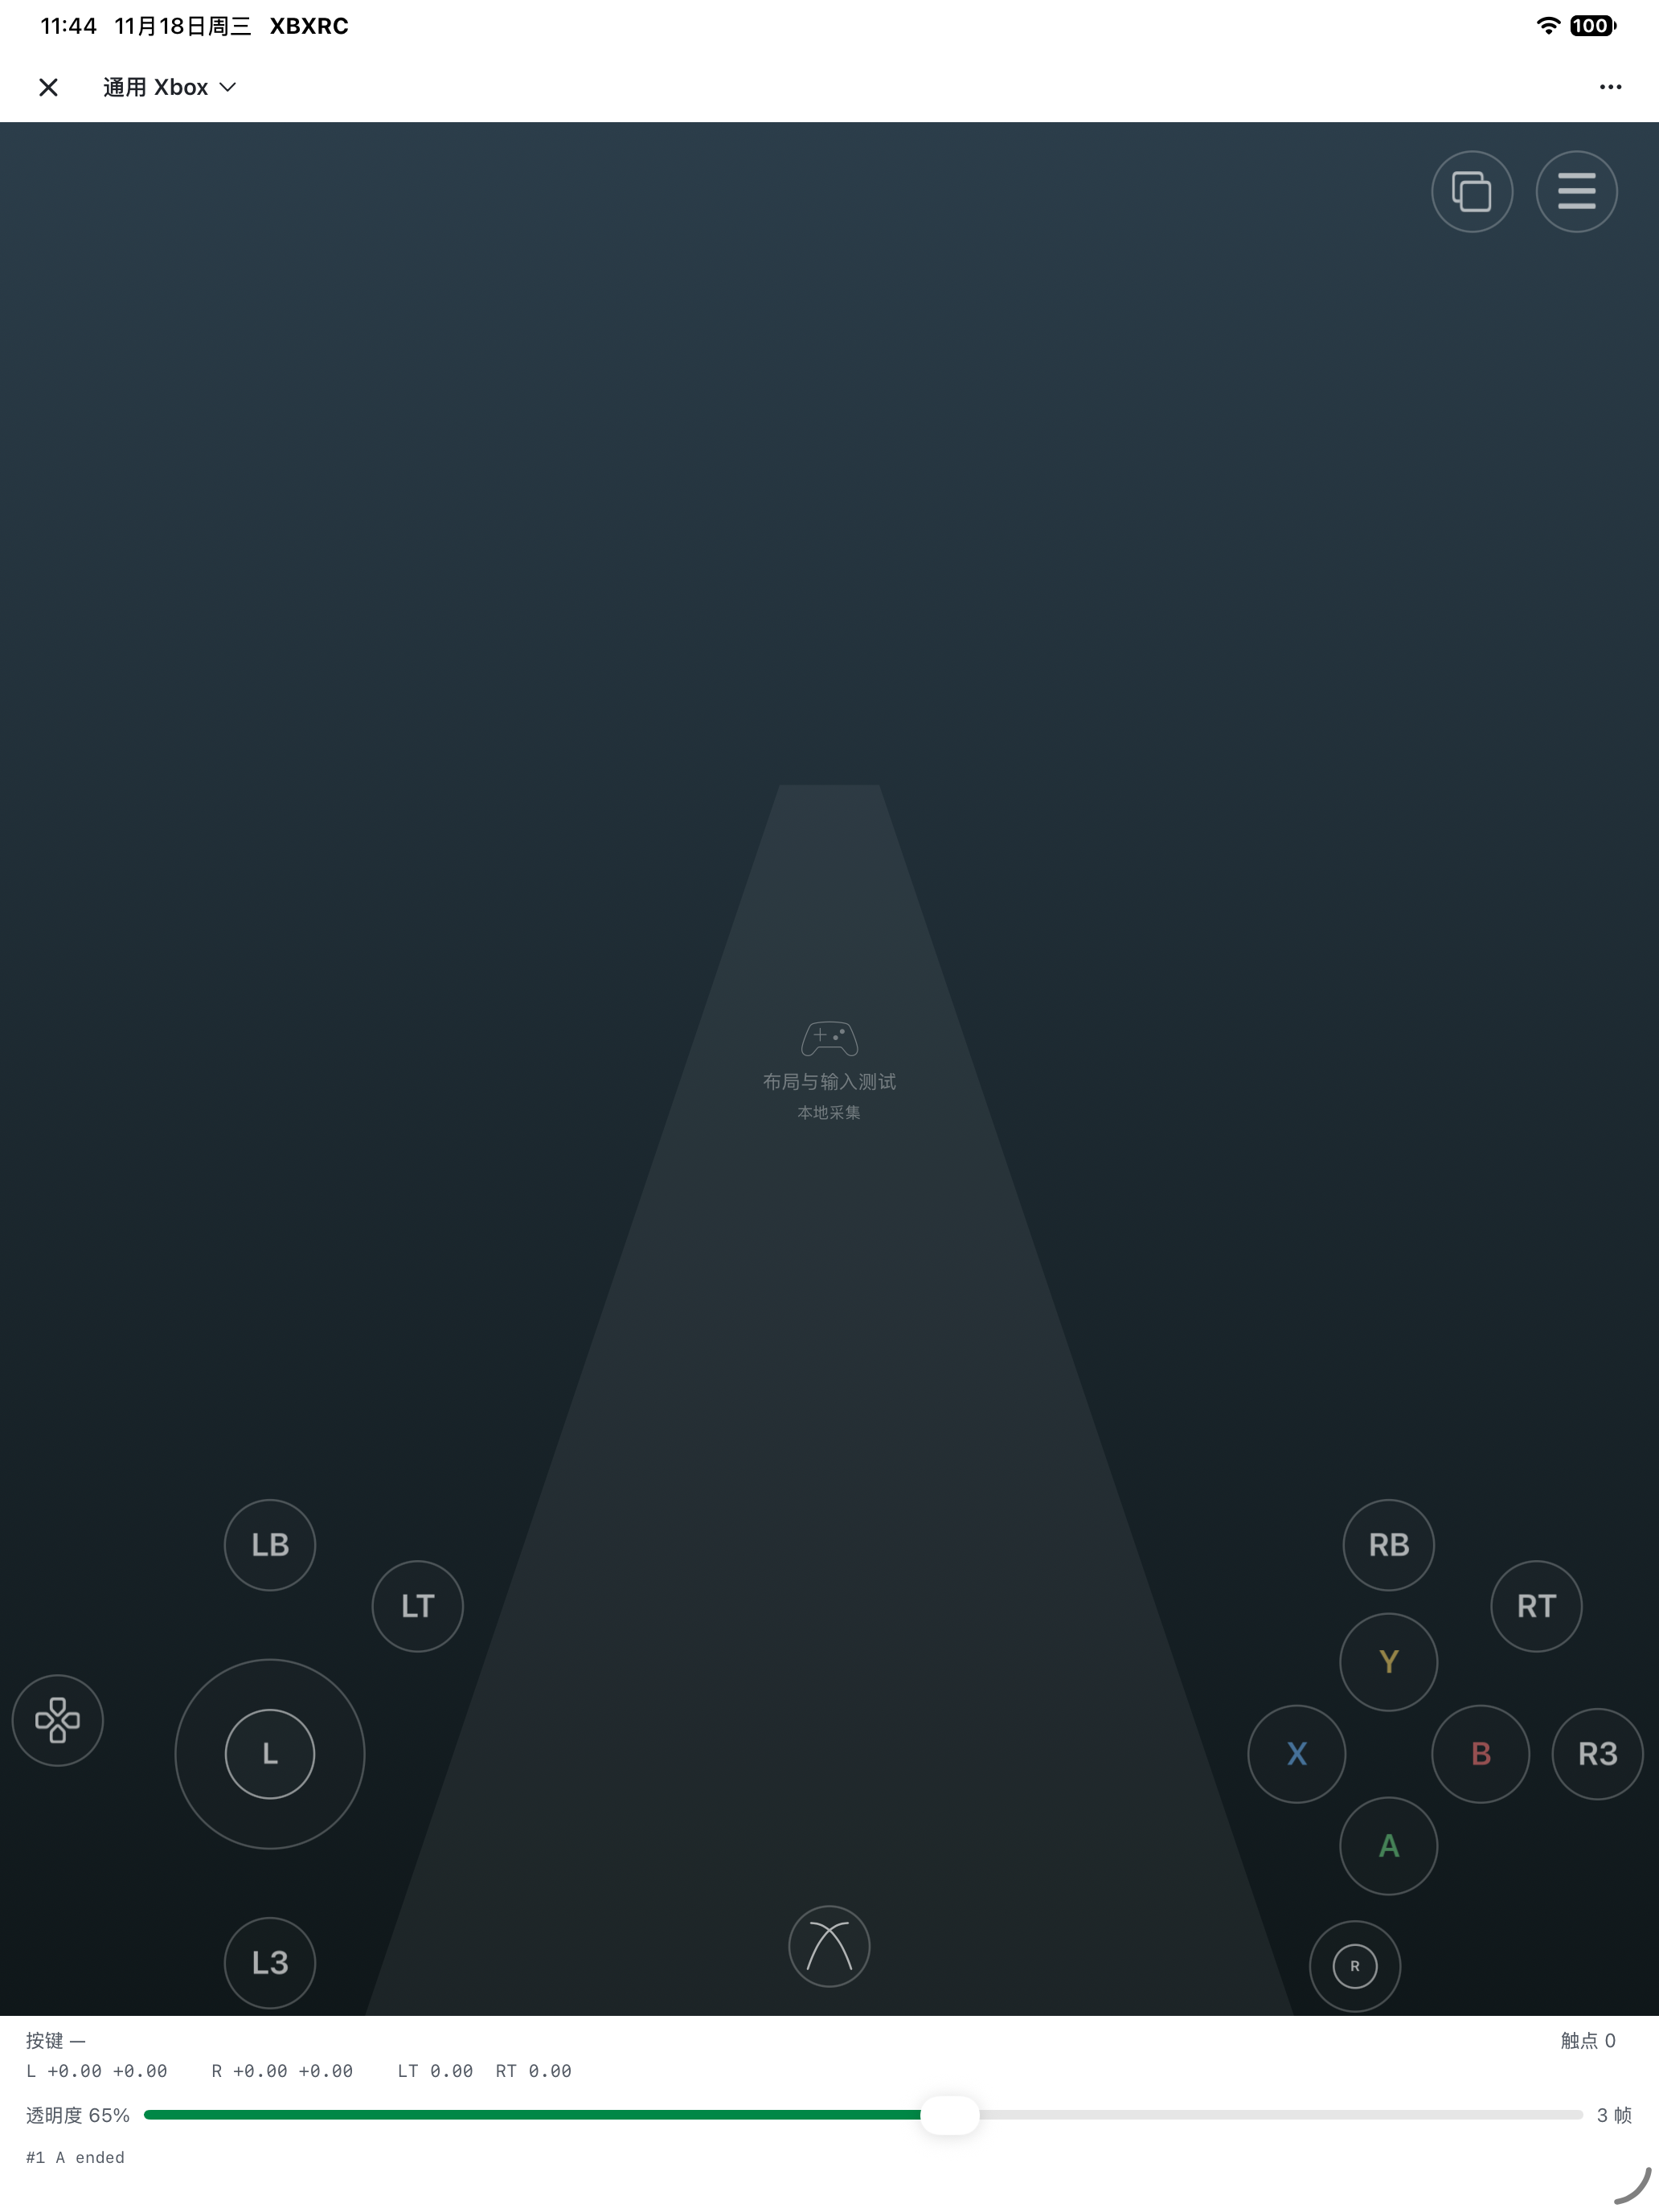 11:44 11月18日周三 XBXRC 100
通用 Xbox
布局与输入测试
本地采集
LB
RB
LT
RT
Y
L
X
B
R3
A
L3
R
按键 — 触点 0
L +0.00 +0.00 R +0.00 +0.00 LT 0.00 RT 0.00
透明度 65% 3 帧
#1 A ended